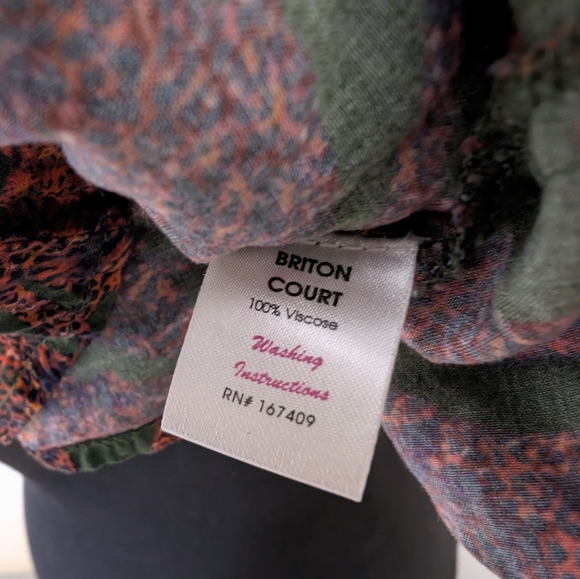 BRITON
COURT
100% Viscose
Washing
Instructions
RN# 167409